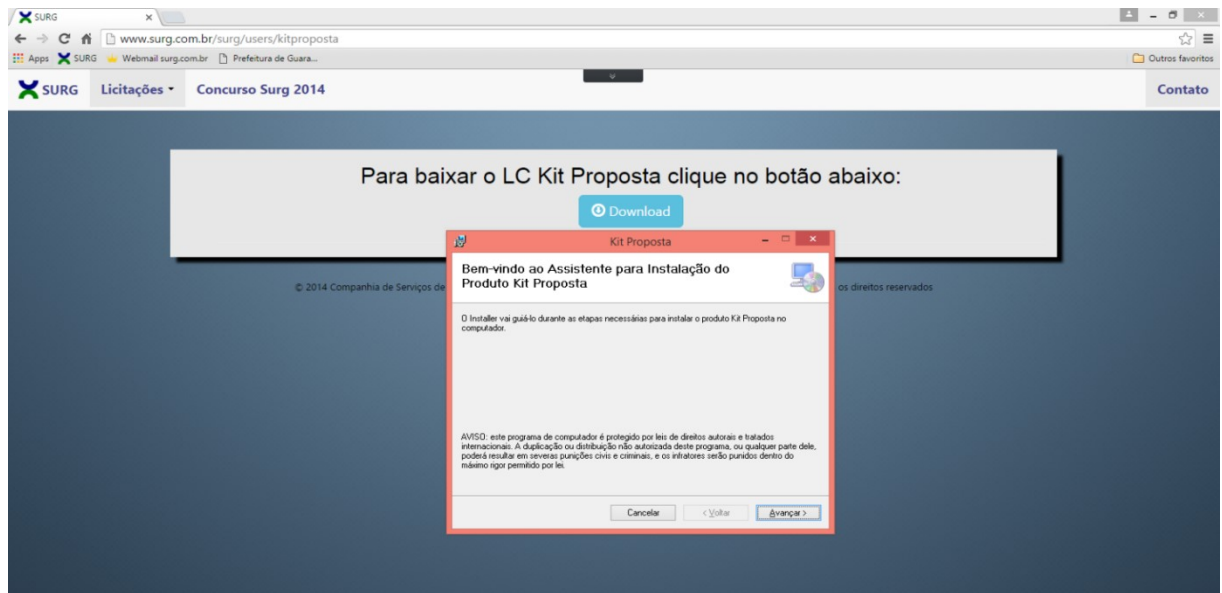 SURG
www.surg.com.br/surg/users/kitproposta
Apps SURG Webmail surg.com.br Prefeitura de Guara... Outros favoritos
SURG Licitações Concurso Surg 2014 Contato
Para baixar o LC Kit Proposta clique no botão abaixo:
Download
Kit Proposta
Bem-vindo ao Assistente para Instalação do
Produto Kit Proposta
© 2014 Companhia de Serviços de os direitos reservados
O Installer vai guiá-lo durante as etapas necessárias para instalar o produto Kit Proposta no
computador.
AVISO: este programa de computador é protegido por leis de direitos autorais e tratados
internacionais. A duplicação ou distribuição não autorizada deste programa, ou qualquer parte dele,
poderá resultar em severas punições civis e criminais, e os infratores serão punidos dentro do
máximo rigor permitido por lei.
Cancelar < Voltar Avançar >